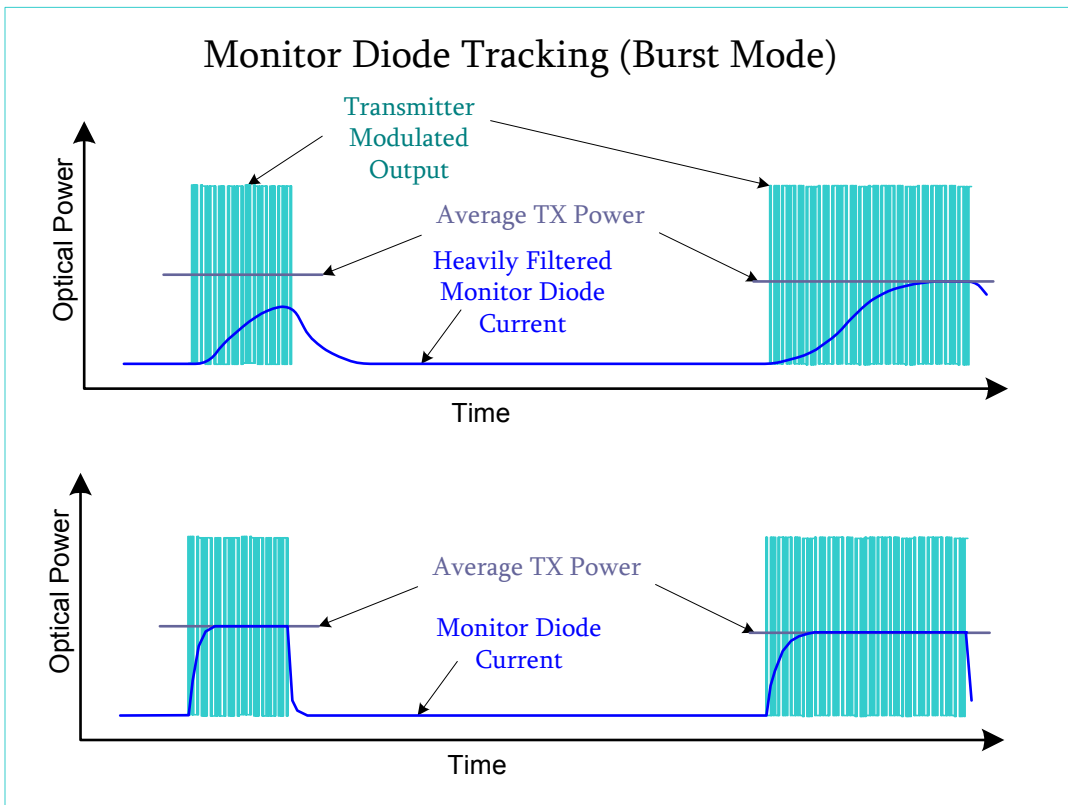 Monitor Diode Tracking (Burst Mode)
Transmitter
Modulated
Output
Average TX Power
Heavily Filtered
Monitor Diode
Current
Optical Power
Time
Average TX Power
Monitor Diode
Current
Optical Power
Time